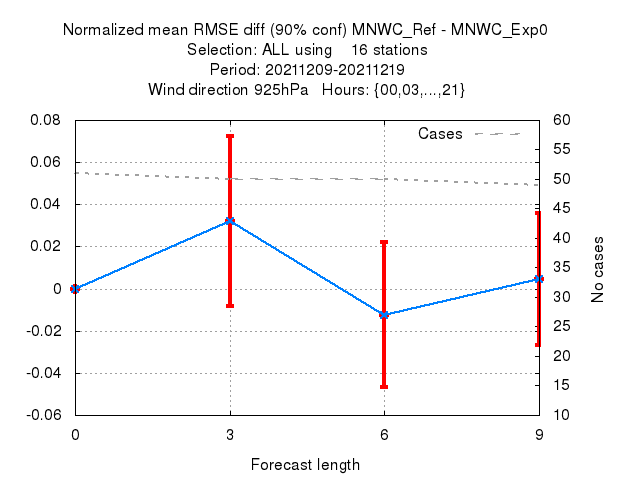 Normalized mean RMSE diff (90% conf) MNWC_Ref - MNWC_Exp0
Selection: ALL using    16 stations
Period: 20211209-20211219
Wind direction 925hPa   Hours: {00,03,...,21}
Cases
0.08
0.06
0.04
0.02
0
-0.02
-0.04
-0.06
60
55
50
45
40
35
30
25
20
15
10
No cases
0 3 6 9
Forecast length